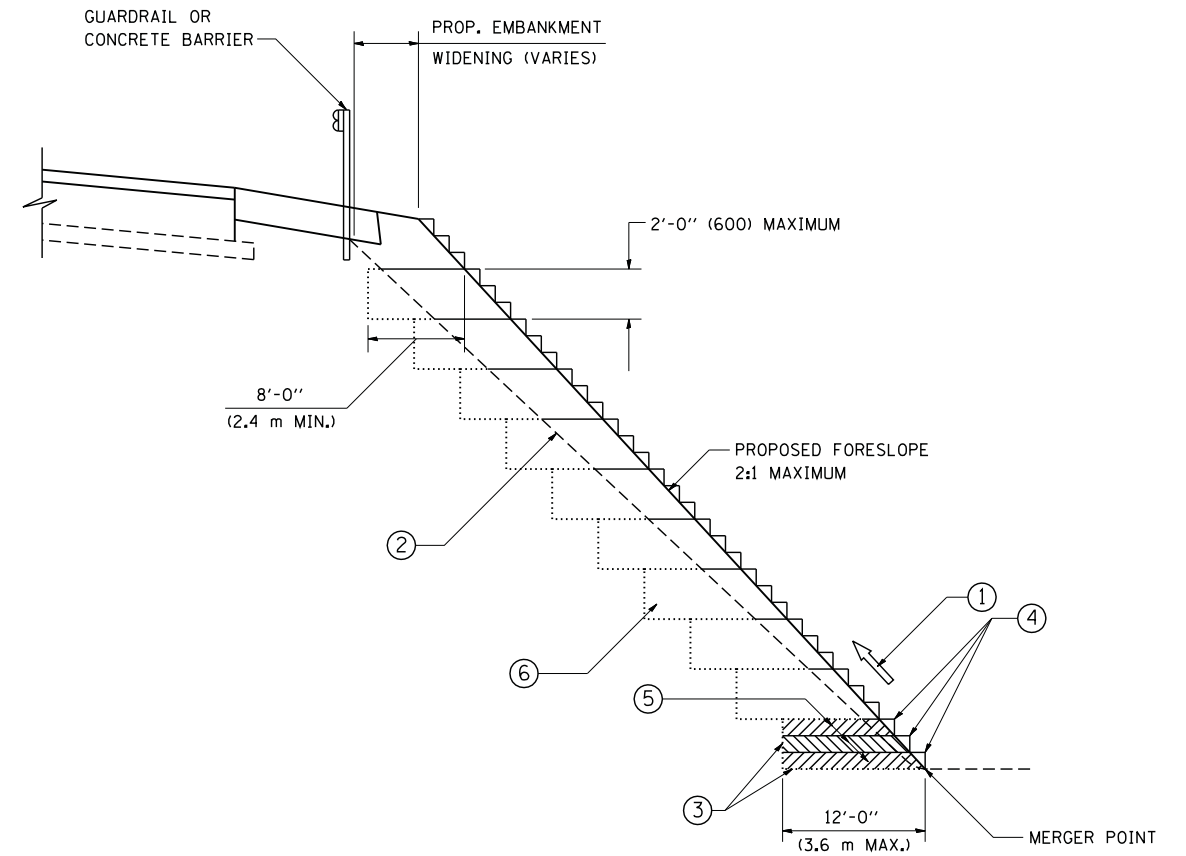 GUARDRAIL OR
CONCRETE BARRIER
PROP. EMBANKMENT
WIDENING (VARIES)
2'-0'' (600) MAXIMUM
8'-0''
(2.4 m MIN.)
PROPOSED FORESLOPE
2:1 MAXIMUM
2
1
4
6
5
3
12'-0''
(3.6 m MAX.)
MERGER POINT